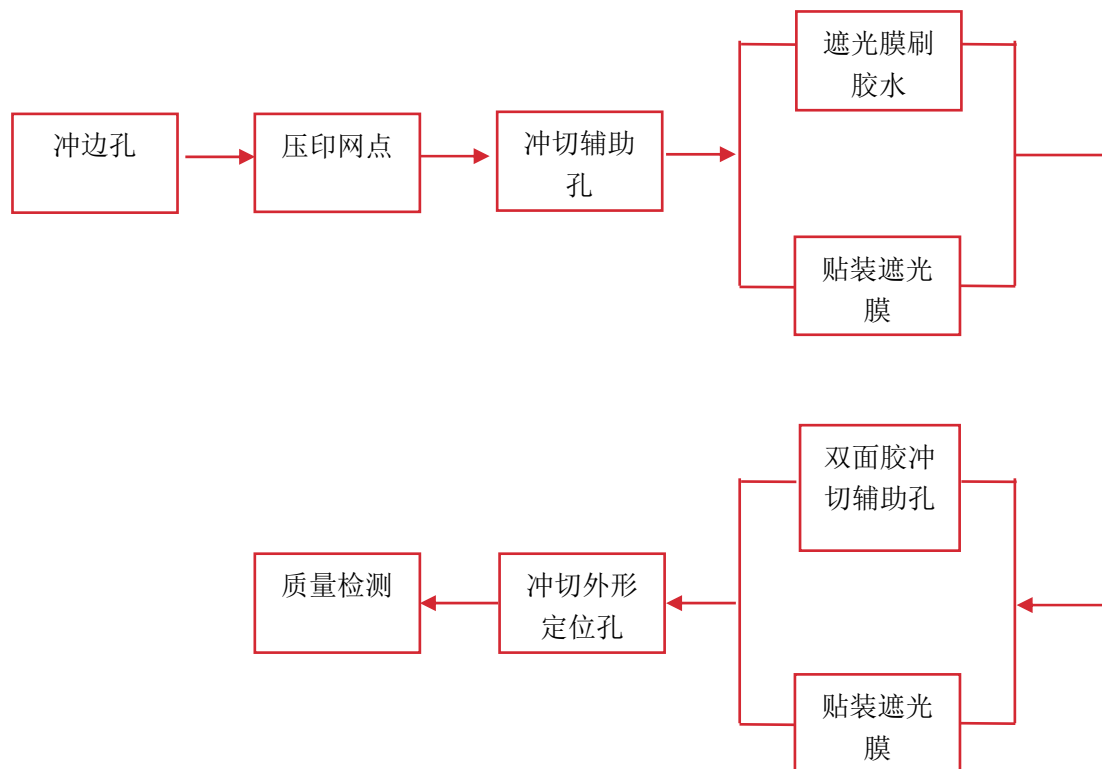 遮光膜刷
胶水
冲边孔
压印网点
冲切辅助
孔
贴装遮光
膜
双面胶冲
切辅助孔
质量检测
冲切外形
定位孔
贴装遮光
膜